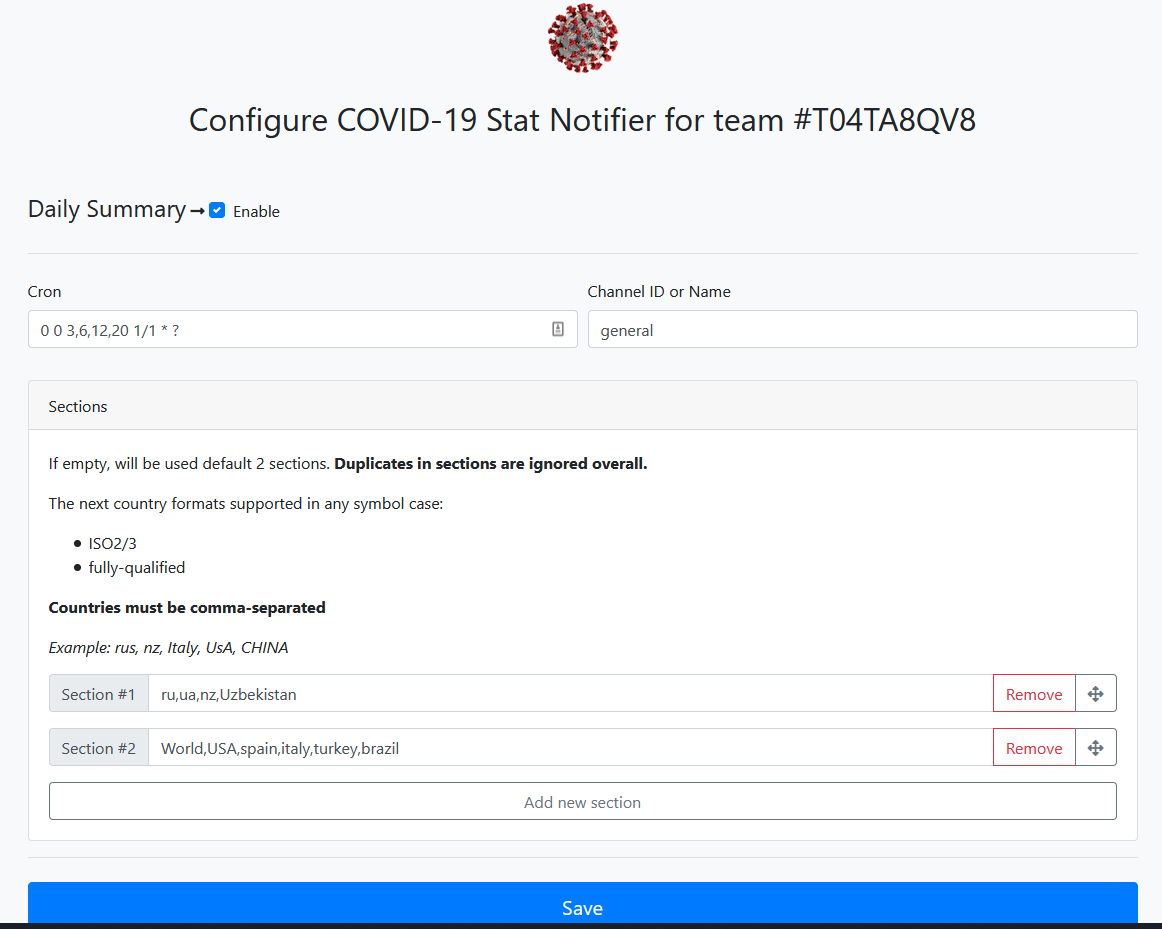 Configure COVID-19 Stat Notifier for team #T04TA8QV8
Daily Summary → Enable
Cron Channel ID or Name
0 0 3,6,12,20 1/1 * ? general
Sections
If empty, will be used default 2 sections. Duplicates in sections are ignored overall.
The next country formats supported in any symbol case:
ISO2/3
fully-qualified
Countries must be comma-separated
Example: rus, nz, Italy, UsA, CHINA
Section #1 ru,ua,nz,Uzbekistan Remove
Section #2 World,USA,spain,italy,turkey,brazil Remove
Add new section
Save